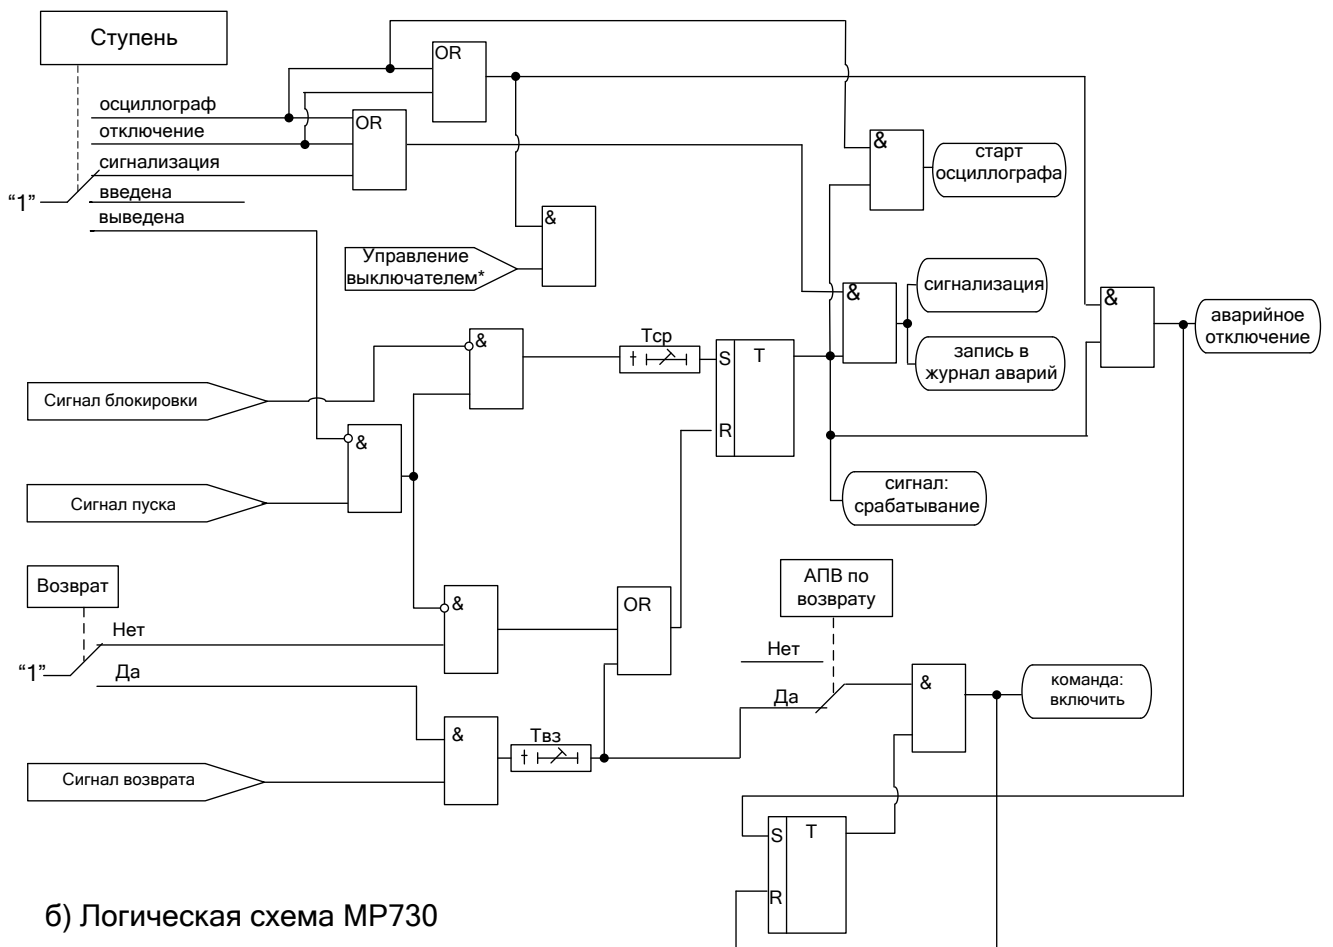 Ступень
OR
осциллограф
OR
отключение
&
старт
осциллографа
сигнализация
“1”
введена
выведена
&
Управление
выключателем*
сигнализация
&
&
аварийное
отключение
Тср
&
S
T
запись в
журнал аварий
Сигнал блокировки
R
&
сигнал:
срабатывание
Сигнал пуска
АПВ по
возврату
Возврат
&
OR
Нет
Нет
“1”
Да
&
команда:
включить
Да
&
Твз
Сигнал возврата
S
T
R
б) Логическая схема МР730